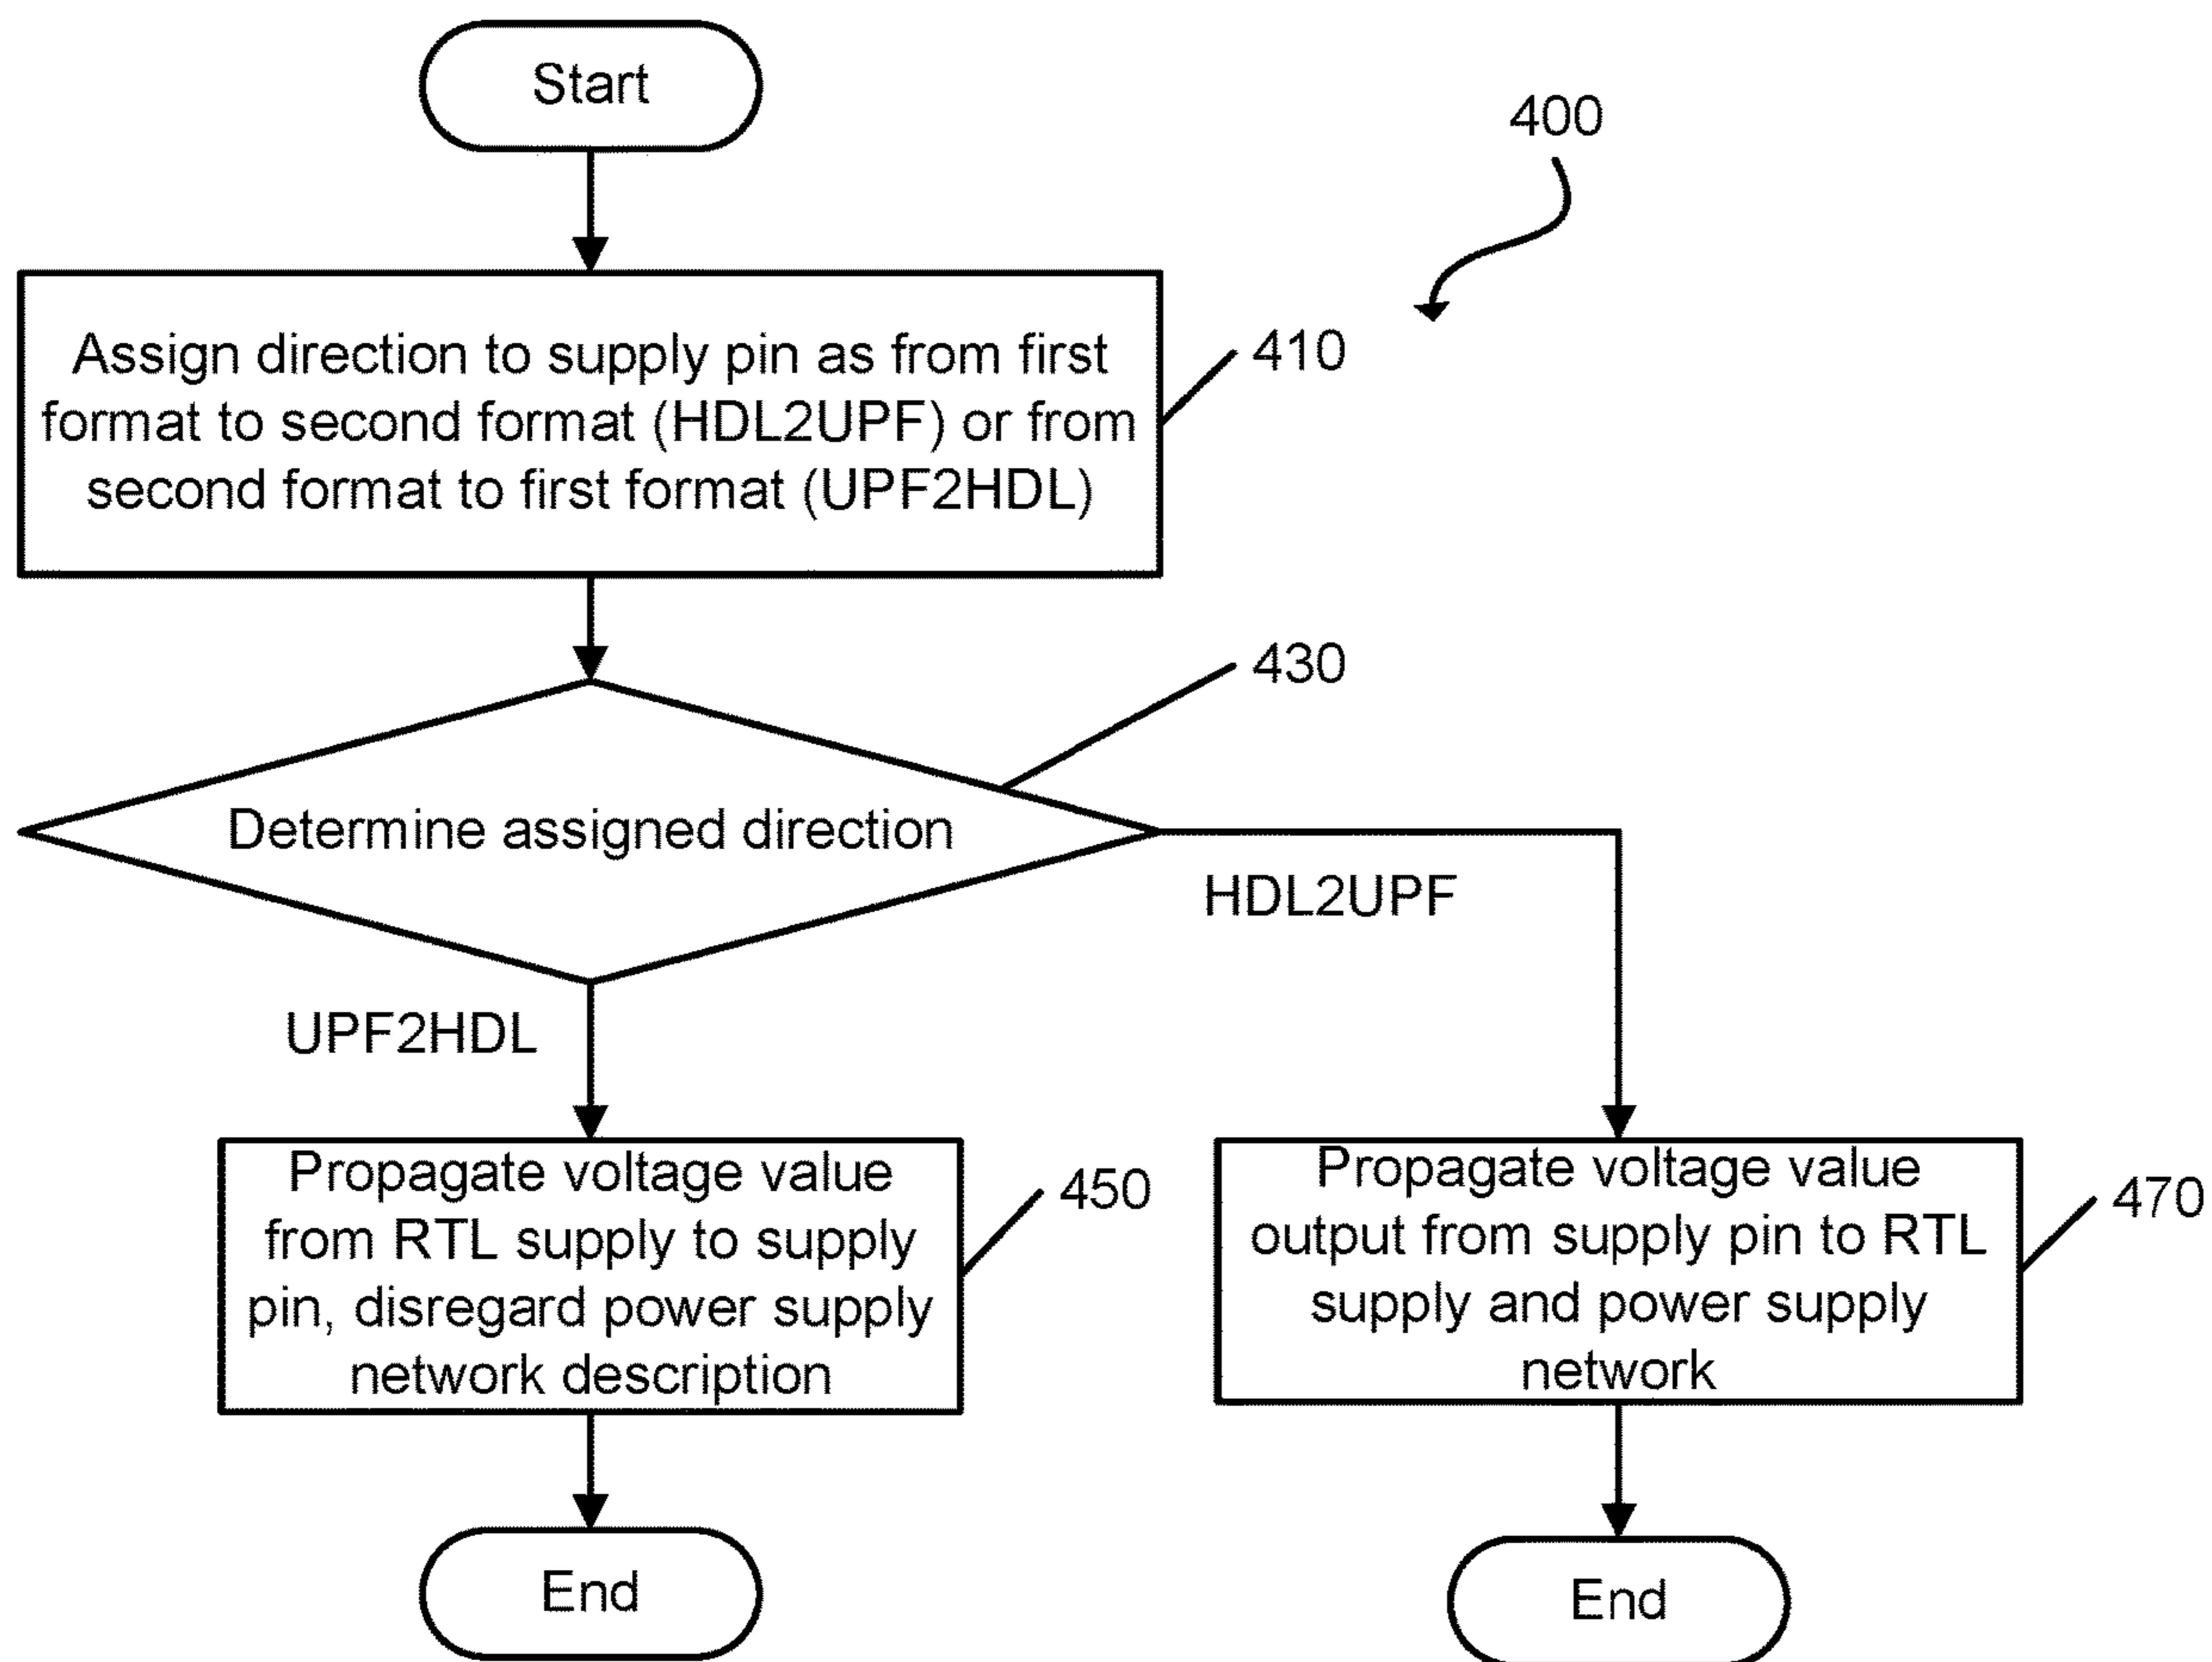 Start
400
Assign direction to supply pin as from first
format to second format (HDL2UPF) or from
second format to first format (UPF2HDL)
410
430
Determine assigned direction
HDL2UPF
UPF2HDL
Propagate voltage value
from RTL supply to supply
pin, disregard power supply
network description
450
Propagate voltage value
output from supply pin to RTL
supply and power supply
network
470
End
End